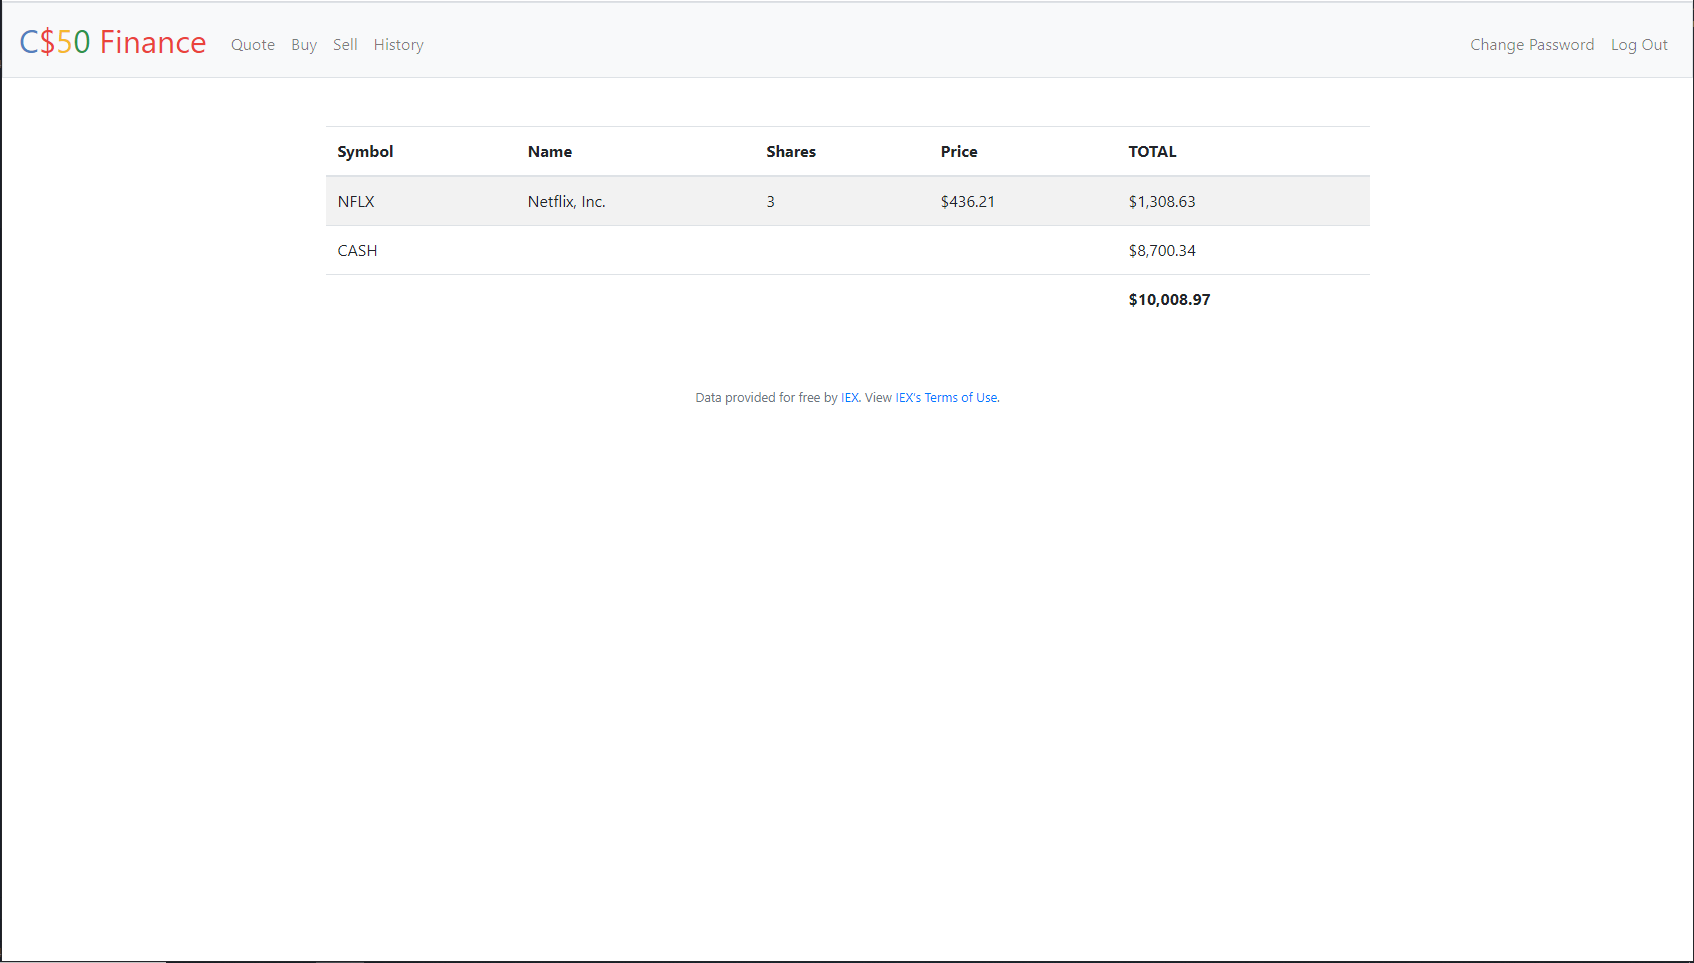 C$50 Finance Quote Buy Sell History Change Password Log Out
Symbol Name Shares Price TOTAL
NFLX Netflix, Inc. 3 $436.21 $1,308.63
CASH $8,700.34
$10,008.97
Data provided for free by IEX. View IEX's Terms of Use.